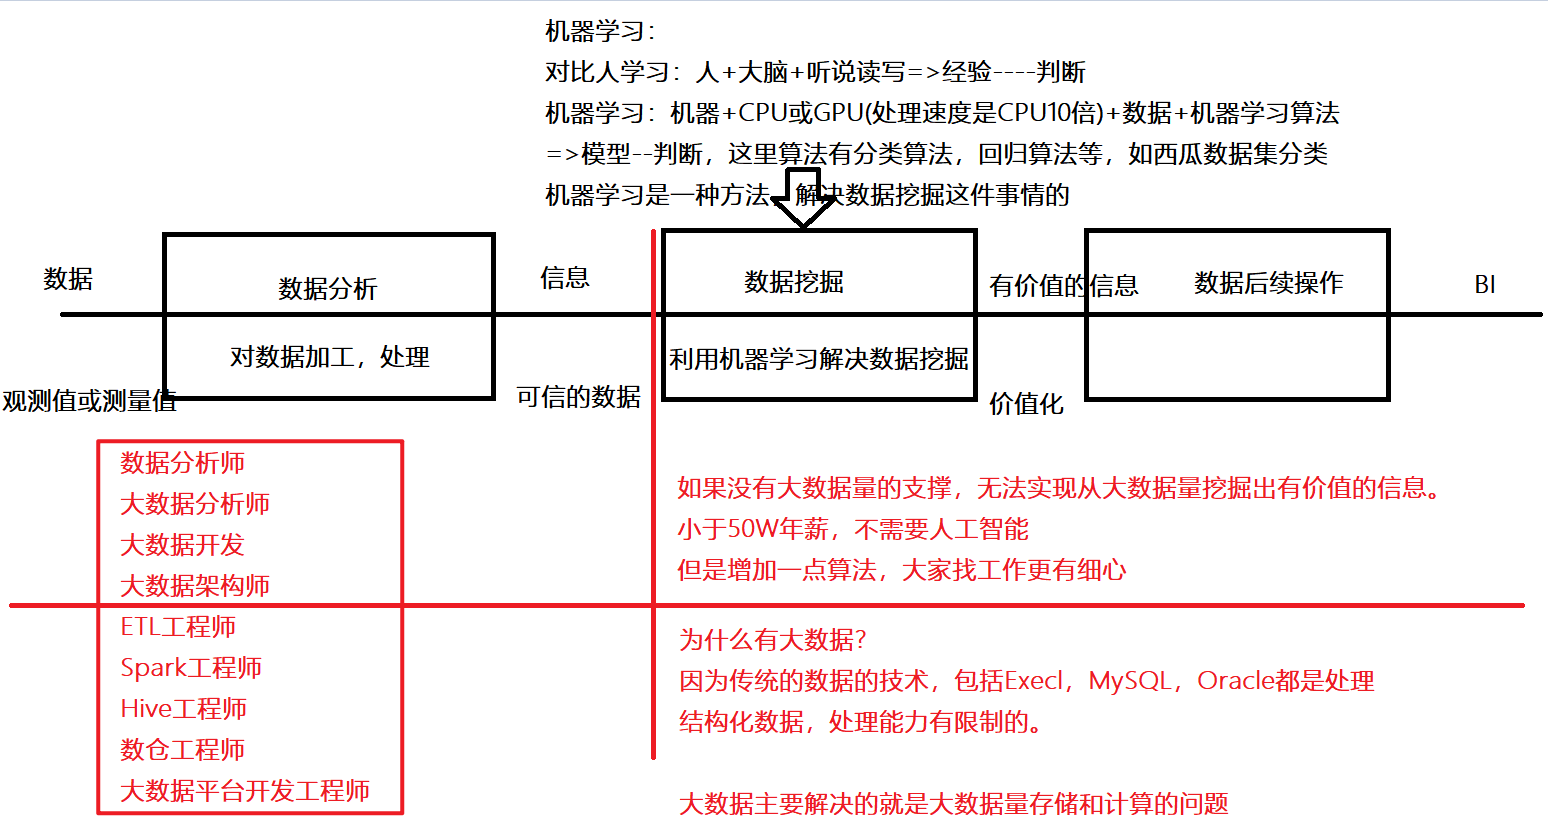 机器学习：
对比人学习：人+大脑+听说读写=>经验----判断
机器学习：机器+CPU或GPU(处理速度是CPU10倍)+数据+机器学习算法
=>模型--判断，这里算法有分类算法，回归算法等，如西瓜数据集分类
机器学习是一种方法，解决数据挖掘这件事情的
数据
数据分析
信息
数据挖掘
有价值的信息
数据后续操作
BI
对数据加工，处理
利用机器学习解决数据挖掘
观测值或测量值
可信的数据
价值化
数据分析师
大数据分析师
大数据开发
大数据架构师
ETL工程师
Spark工程师
Hive工程师
数仓工程师
大数据平台开发工程师
如果没有大数据量的支撑，无法实现从大数据量挖掘出有价值的信息。
小于50W年薪，不需要人工智能
但是增加一点算法，大家找工作更有细心
为什么有大数据？
因为传统的数据的技术，包括Execl，MySQL，Oracle都是处理
结构化数据，处理能力有限制的。
大数据主要解决的就是大数据量存储和计算的问题